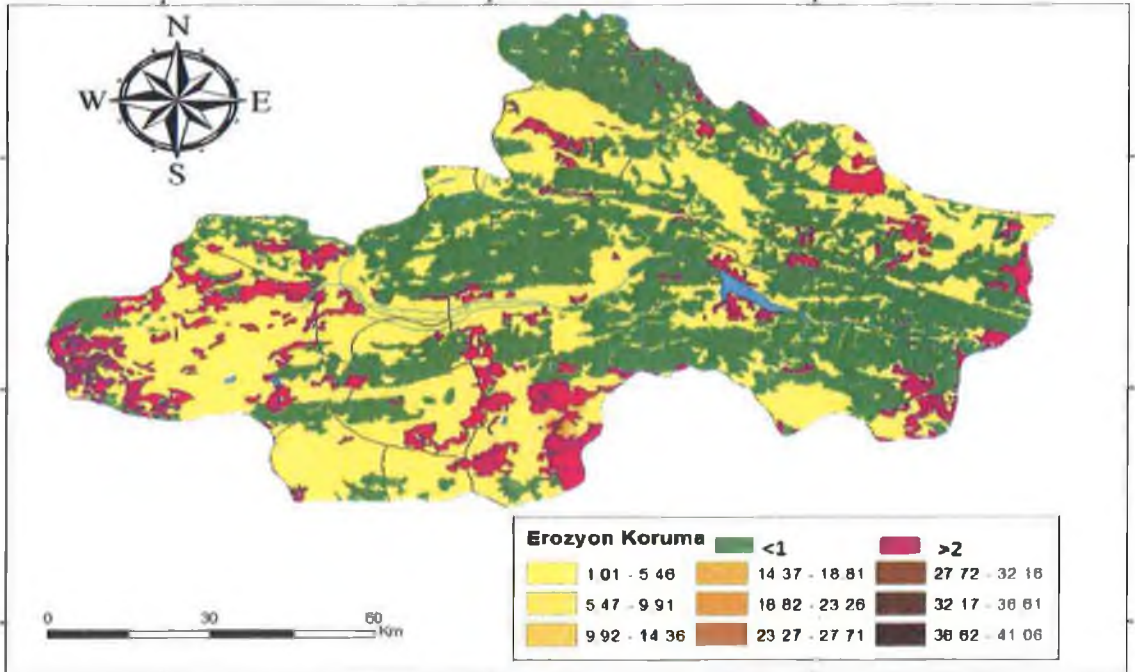 N
W E
S
Erozyon Koruma <1 >2
1 01 - 5 46 14 37 - 18 81 27 72 - 32 16
5 47 - 9 91 18 82 - 23 26 32 17 - 36 61
9 92 - 14 36 23 27 - 27 71 36 62 - 41 06
0 30 60
Km